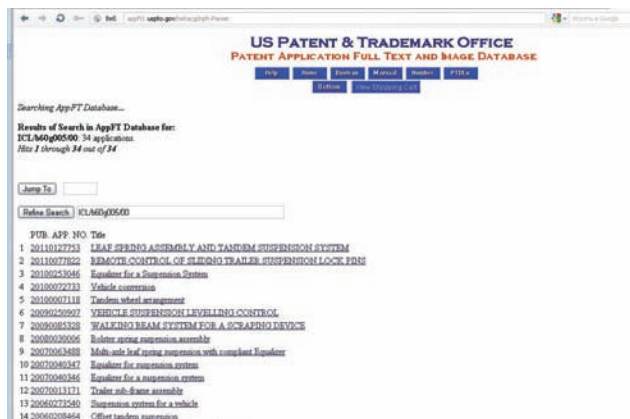 appft1.uspto.gov/netacgi/nph-Parser
US PATENT & TRADEMARK OFFICE
PATENT APPLICATION FULL TEXT AND IMAGE DATABASE
Help Home Boolean Manual Number PTDLs
Bottom View Shopping Cart
Searching AppFT Database...
Results of Search in AppFT Database for:
ICL/b60g005/00: 34 applications.
Hits 1 through 34 out of 34
Jump To
Refine Search ICL/b60g005/00
PUB. APP. NO. Title
1 20110127753 LEAF SPRING ASSEMBLY AND TANDEM SUSPENSION SYSTEM
2 20110077822 REMOTE CONTROL OF SLIDING TRAILER SUSPENSION LOCK PINS
3 20100253046 Equalizer for a Suspension System
4 20100072733 Vehicle conversion
5 20100007118 Tandem wheel arrangement
6 20090250907 VEHICLE SUSPENSION LEVELLING CONTROL
7 20090085328 WALKING BEAM SYSTEM FOR A SCRAPING DEVICE
8 20080030006 Bolster spring suspension assembly
9 20070063488 Multi-axle leaf spring suspension with compliant Equalizer
10 20070040347 Equalizer for suspension system
11 20070040346 Equalizer for a suspension system
12 20070013171 Trailer sub-frame assembly
13 20060273540 Suspension system for a vehicle
14 20060208464 Offset tandem suspension